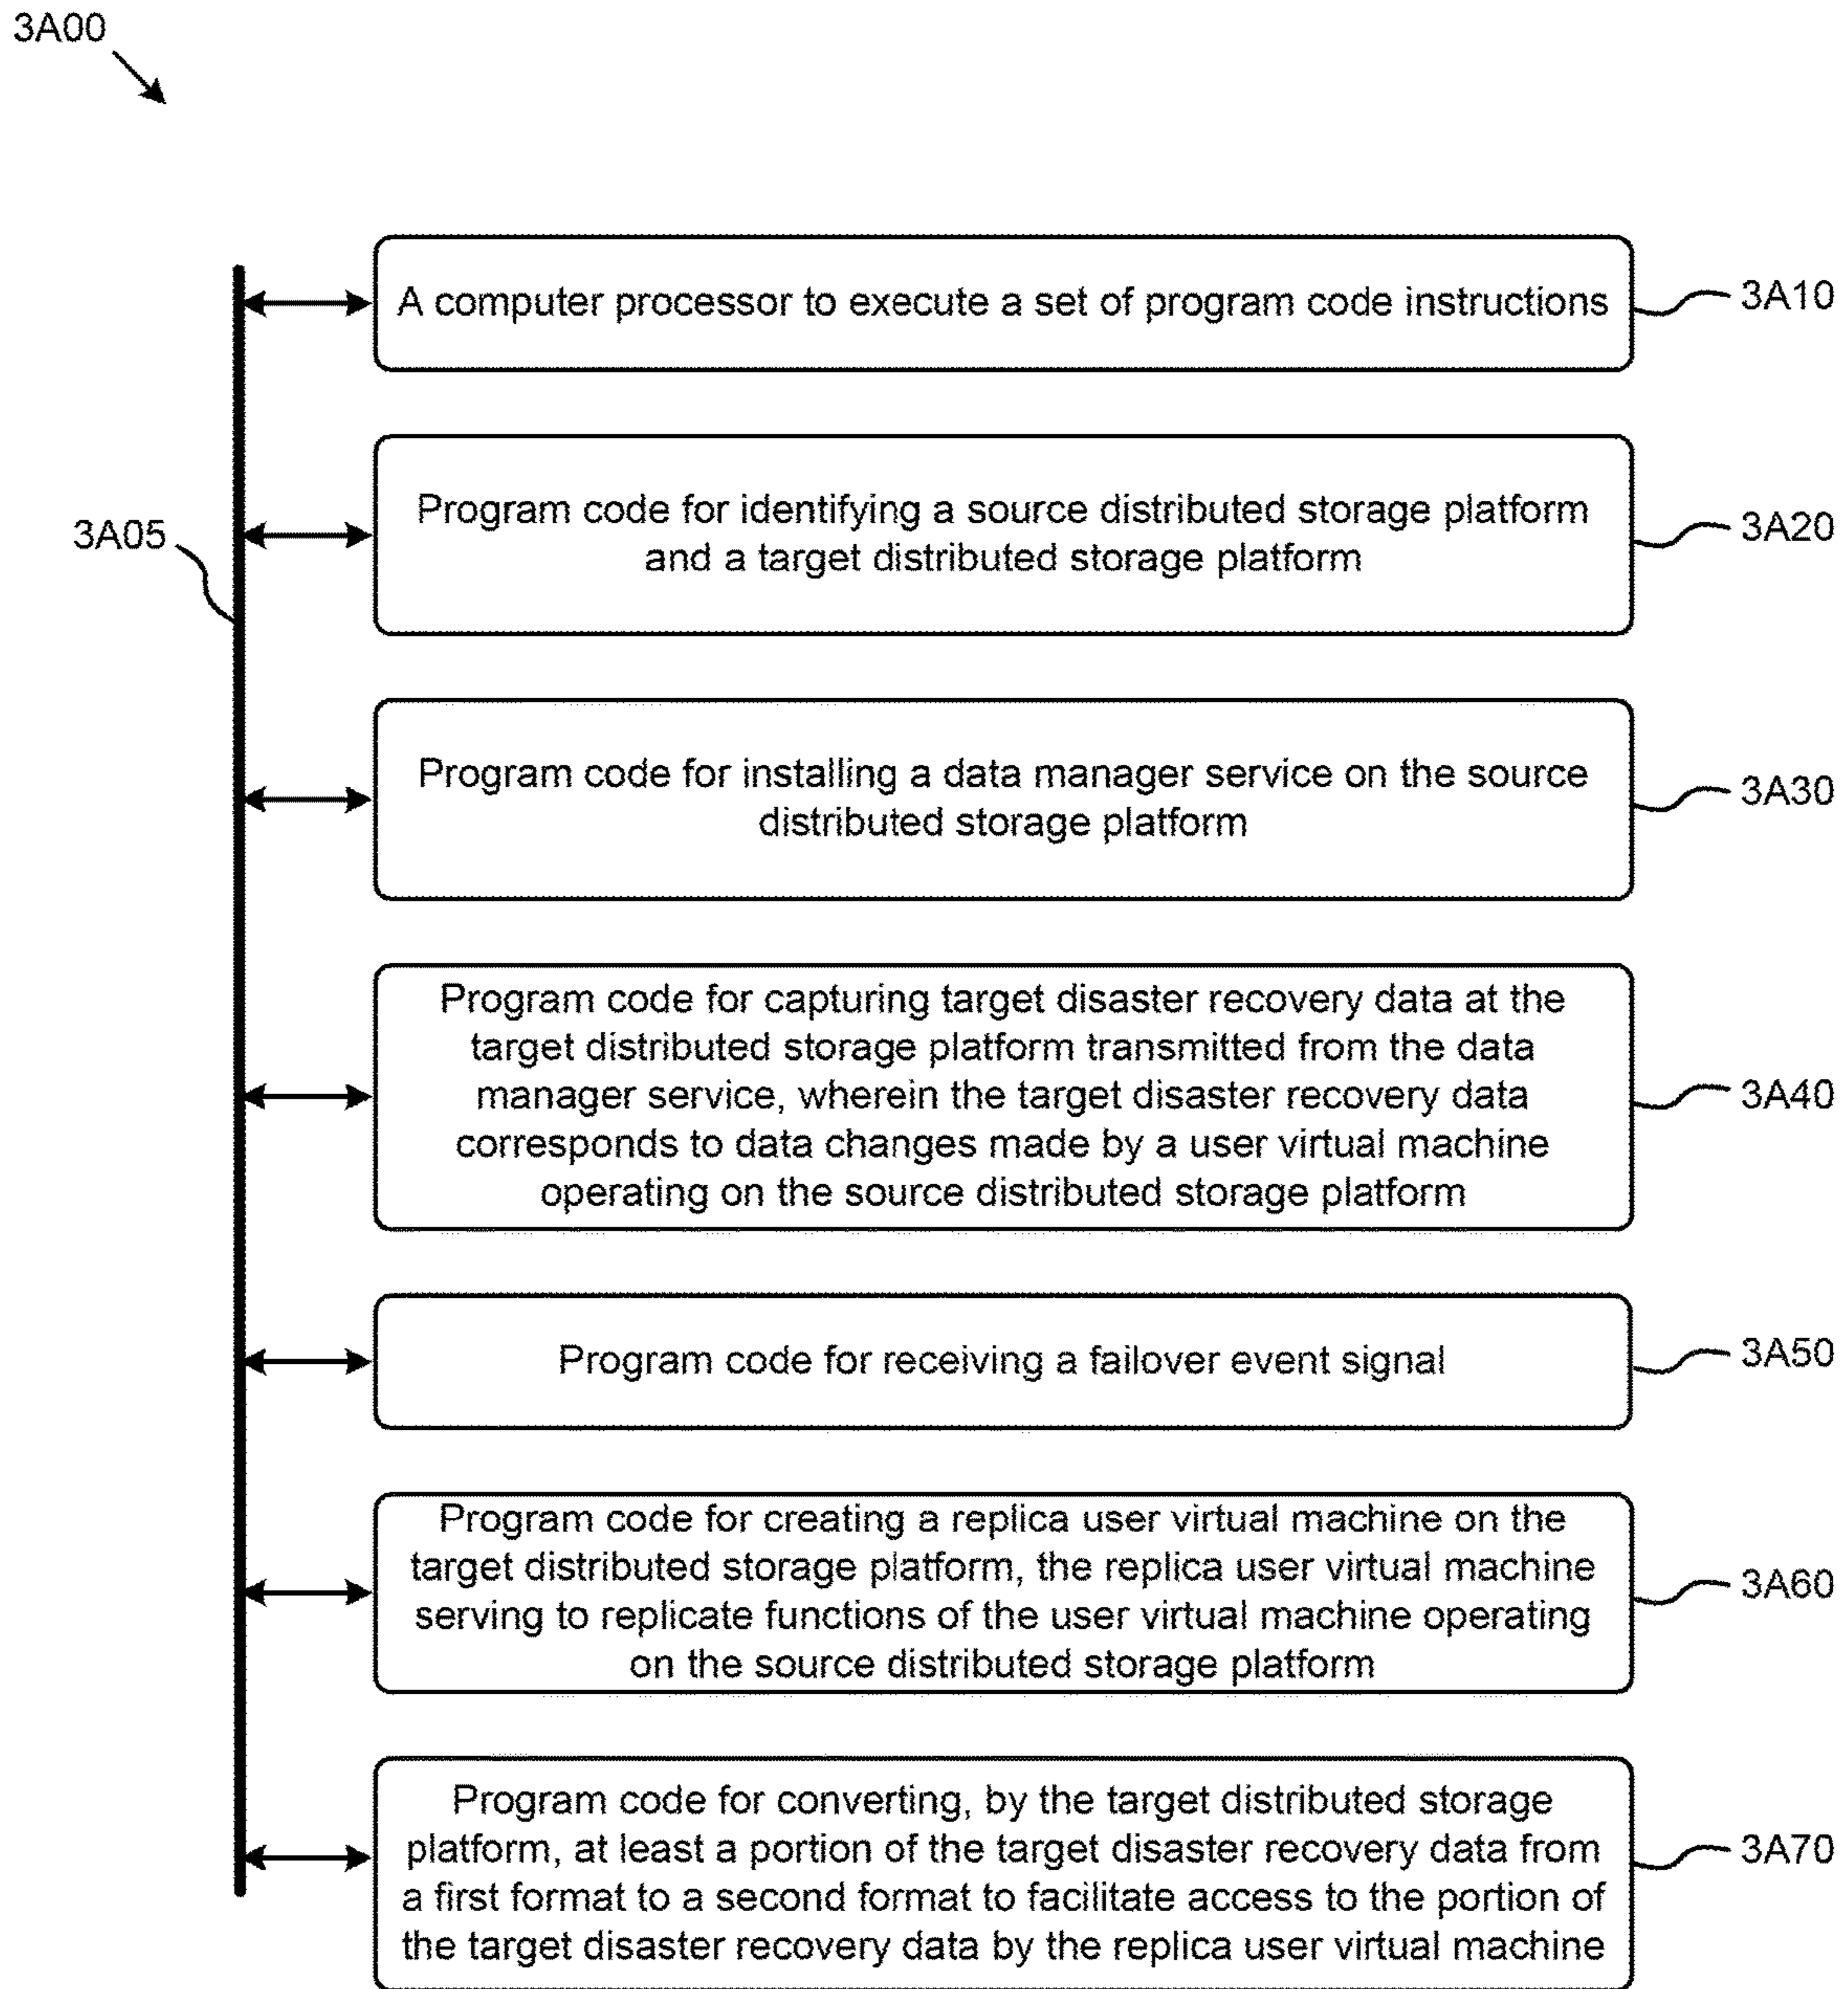 3A00
A computer processor to execute a set of program code instructions
3A10
3A05
Program code for identifying a source distributed storage platform
and a target distributed storage platform
3A20
Program code for installing a data manager service on the source
distributed storage platform
3A30
Program code for capturing target disaster recovery data at the
target distributed storage platform transmitted from the data
manager service, wherein the target disaster recovery data
corresponds to data changes made by a user virtual machine
operating on the source distributed storage platform
3A40
Program code for receiving a failover event signal
3A50
Program code for creating a replica user virtual machine on the
target distributed storage platform, the replica user virtual machine
serving to replicate functions of the user virtual machine operating
on the source distributed storage platform
3A60
Program code for converting, by the target distributed storage
platform, at least a portion of the target disaster recovery data from
a first format to a second format to facilitate access to the portion of
the target disaster recovery data by the replica user virtual machine
3A70